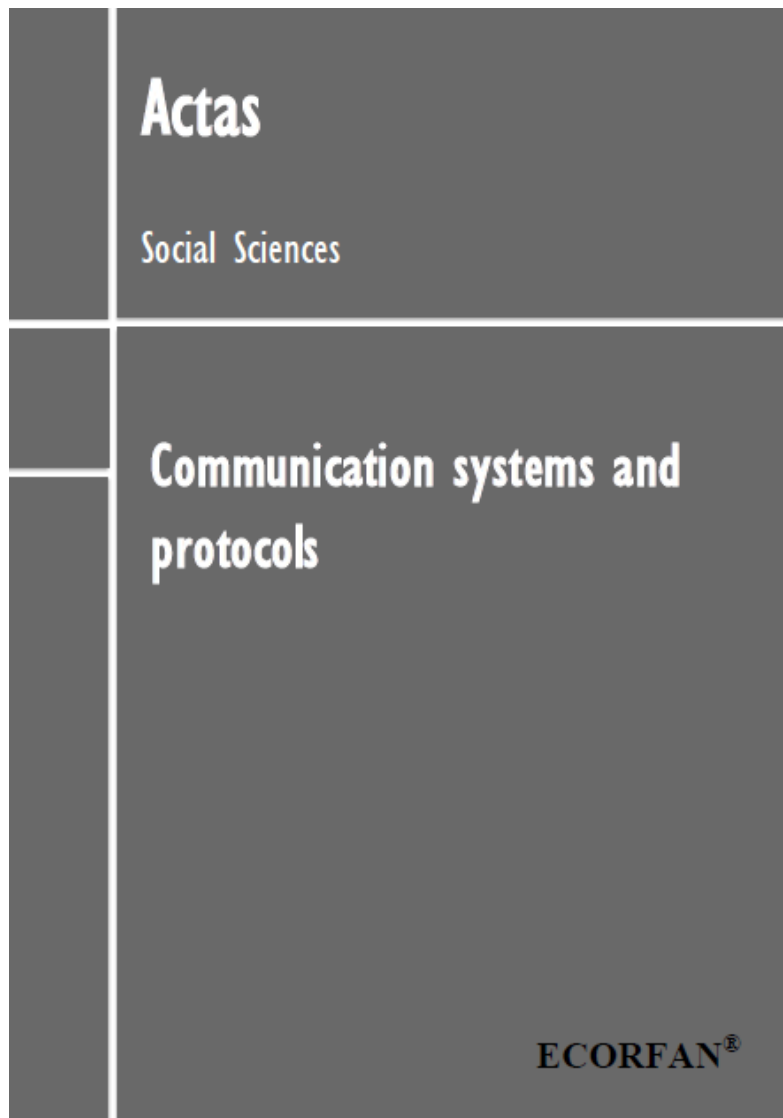 Actas
Social Sciences
Communication systems and
protocols
ECORFAN®